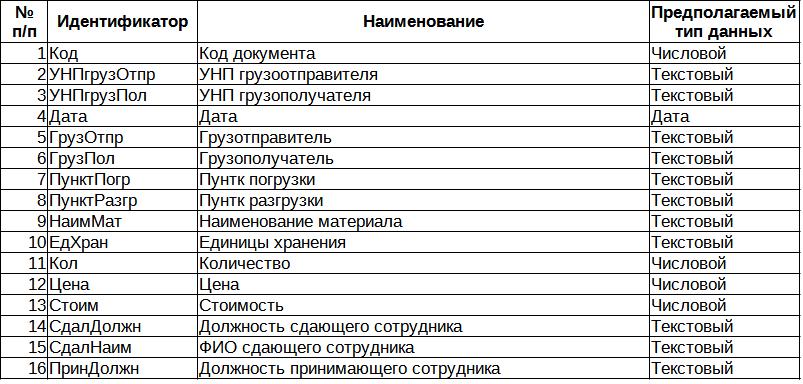 № п/п Идентификатор Наименование Предполагаемый тип данных
1 Код Код документа Числовой
2 УНПгрузОтпр УНП грузоотправителя Текстовый
3 УНПгрузПол УНП грузополучателя Текстовый
4 Дата Дата Дата
5 ГрузОтпр Грузотправитель Текстовый
6 ГрузПол Грузополучатель Текстовый
7 ПунктПогр Пунтк погрузки Текстовый
8 ПунктРазгр Пунтк разгрузки Текстовый
9 НаимМат Наименование материала Текстовый
10 ЕдХран Единицы хранения Текстовый
11 Кол Количество Числовой
12 Цена Цена Числовой
13 Стоим Стоимость Числовой
14 СдалДолжн Должность сдающего сотрудника Текстовый
15 СдалНаим ФИО сдающего сотрудника Текстовый
16 ПринДолжн Должность принимающего сотрудника Текстовый